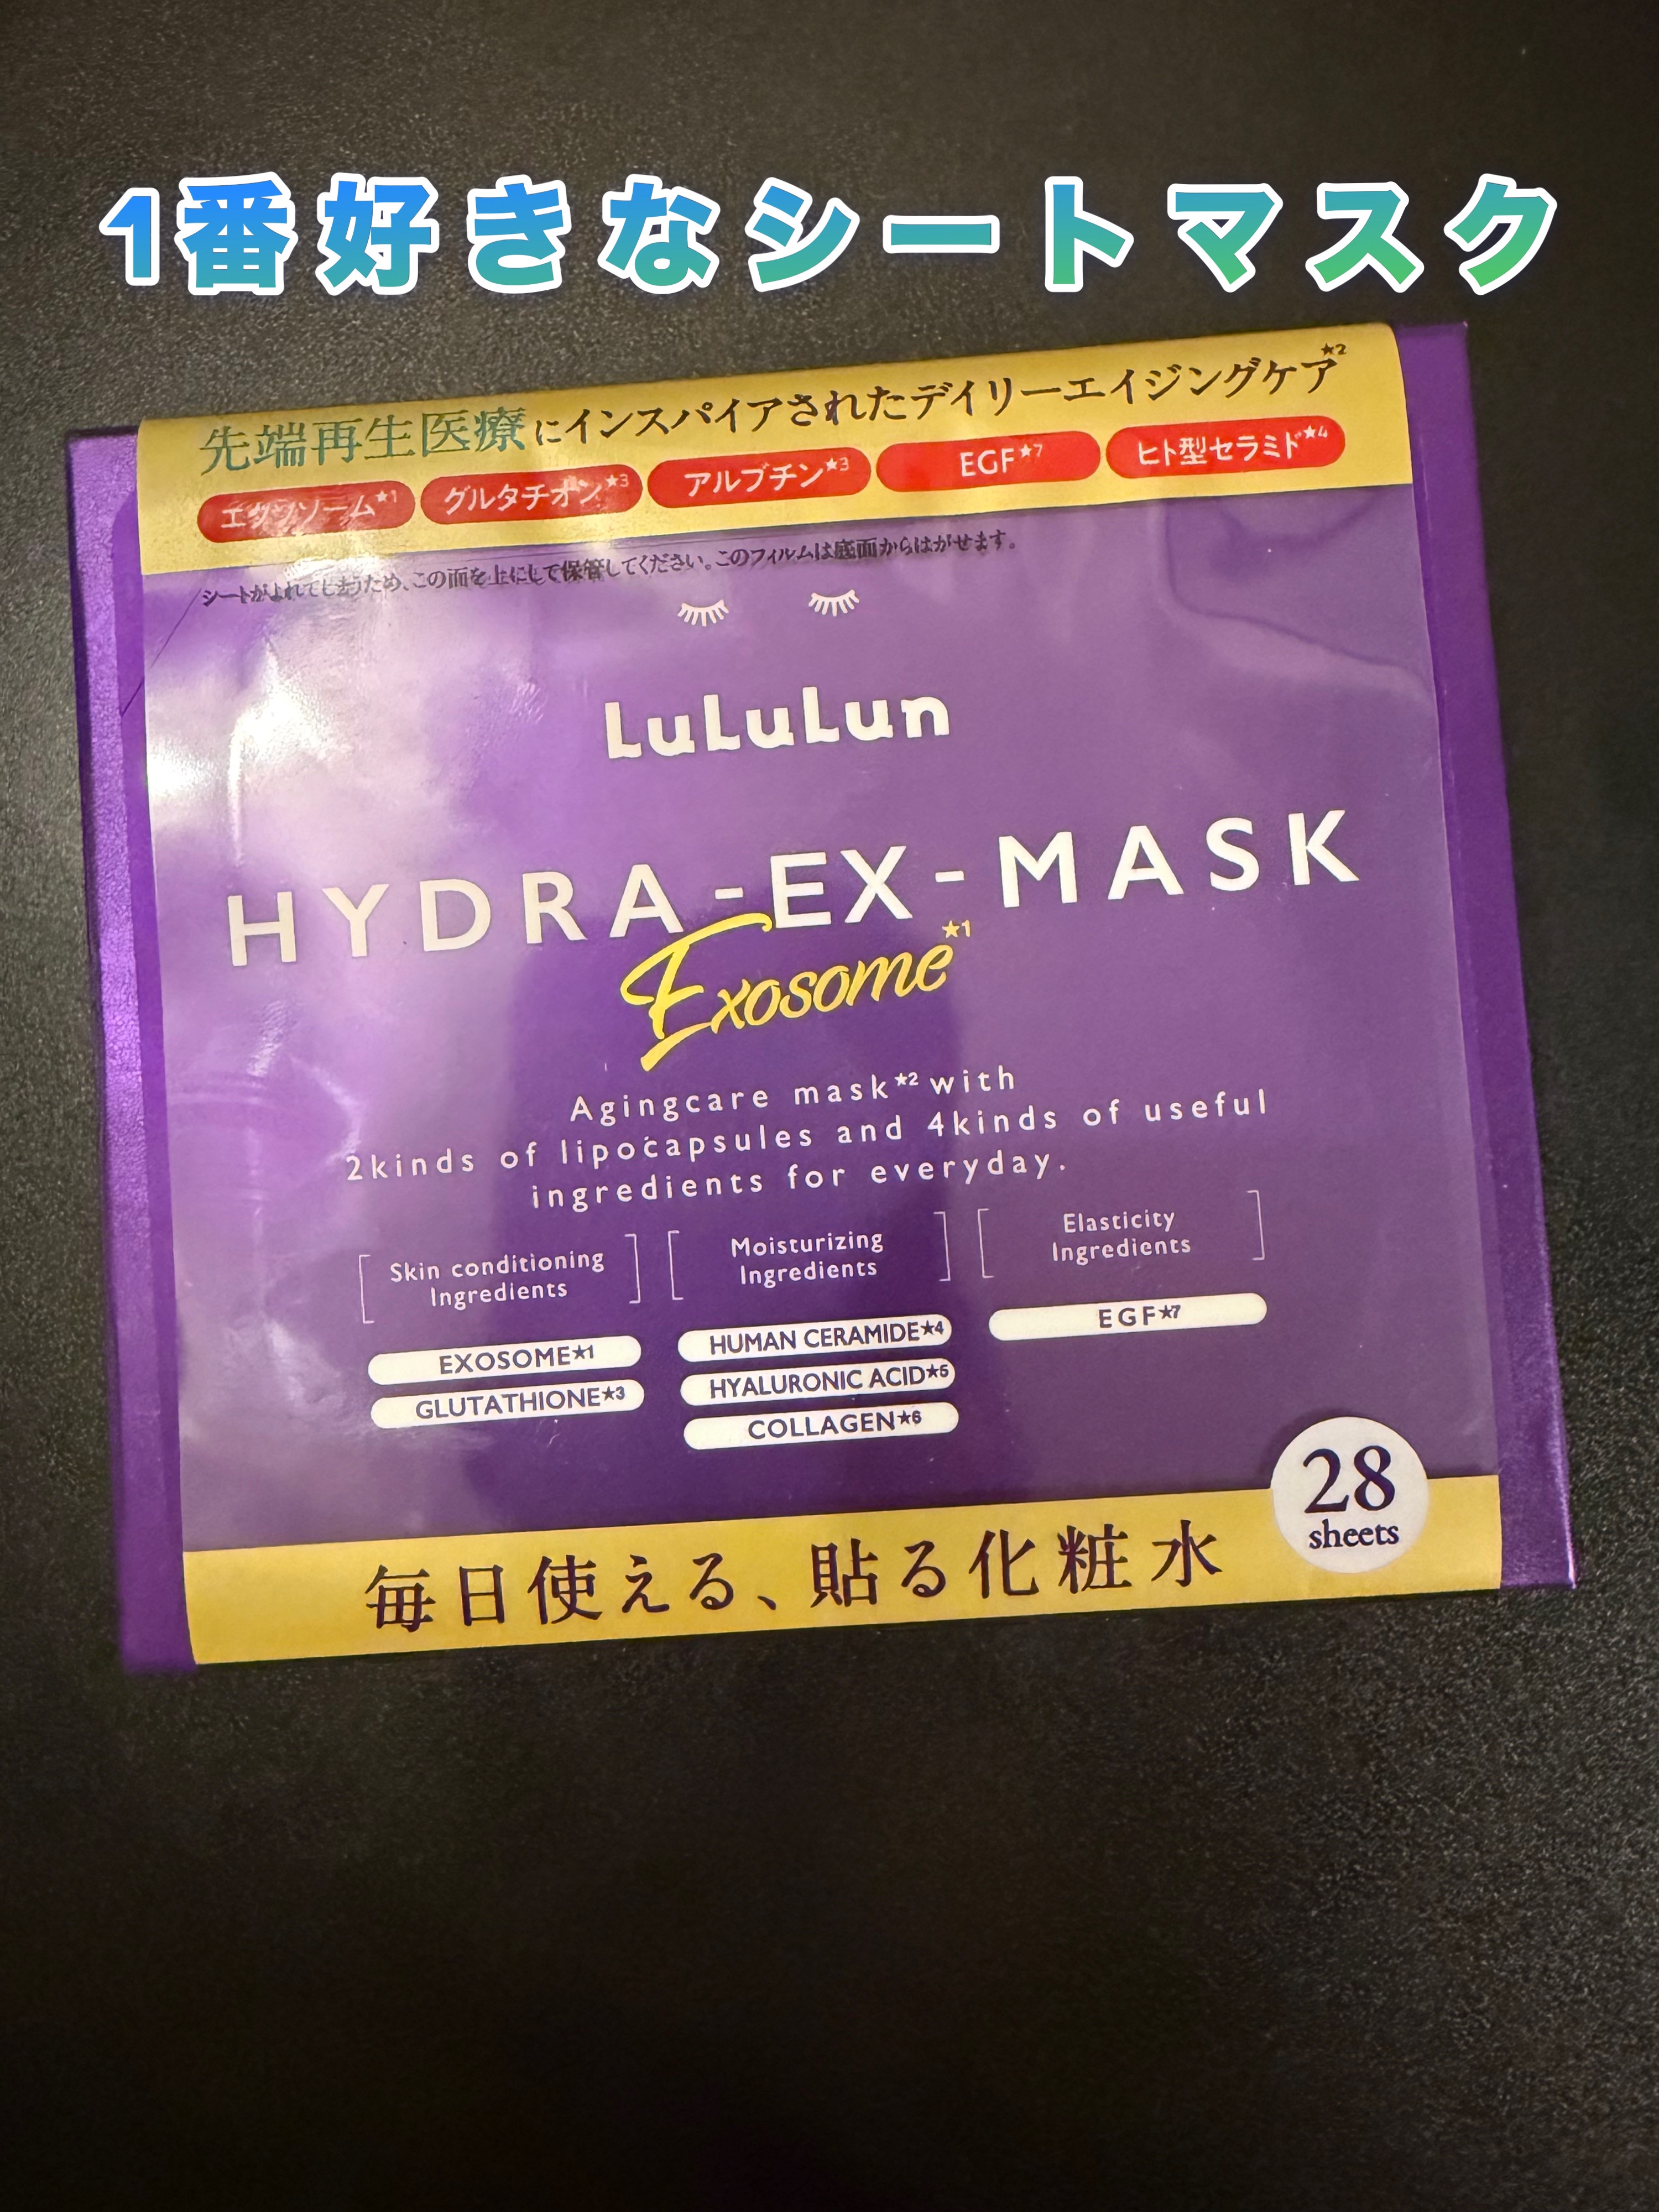 1番好きなシートマスク
先端再生医療にインスパイアされたデイリーエイジングケア★2
エクソソーム★1 グルタチオン★3 アルブチン★3 EGF★7 ヒト型セラミド★4
シートがよれてしまうため、この面を上にして保管してください。このフィルムは底面からはがせます。
LuLuLun
HYDRA-EX-MASK
Exosome★1
Agingcare mask★2 with
2kinds of lipocapsules and 4kinds of useful
ingredients for everyday.
Skin conditioning
Ingredients
EXOSOME★1
GLUTATHIONE★3
Moisturizing
Ingredients
HUMAN CERAMIDE★4
HYALURONIC ACID★5
COLLAGEN★6
Elasticity
Ingredients
EGF★7
28
sheets
毎日使える、貼る化粧水